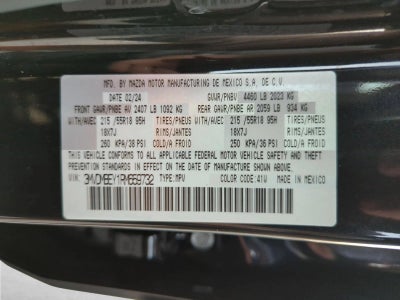 MFG. BY MAZDA MOTOR MANUFACTURING DE MEXICO S.A. DE C.V.
DATE 02/24 GVWR/PNBV 4460 LB 2023 KG
FRONT GAWR/PNBE AV 2407 LB 1092 KG REAR GAWR/PNBE AR 2059 LB 934 KG
WITH/AVEC 215 /55R18 95H TIRES/PNEUS WITH/AVEC 215 /55R18 95H TIRES/PNEUS
18X7J RIMS/JANTES 18X7J RIMS/JANTES
250 KPA/36 PSI COLD/A FROID 250 KPA/36 PSI COLD/A FROID
THIS VEHICLE CONFORMS TO ALL APPLICABLE FEDERAL MOTOR VEHICLE SAFETY AND THEFT
PREVENTION STANDARDS IN EFFECT ON THE DATE OF MANUFACTURE SHOWN ABOVE.
VIN: TYPE:MPV COLOR CODE:41W MADE IN MEXICO